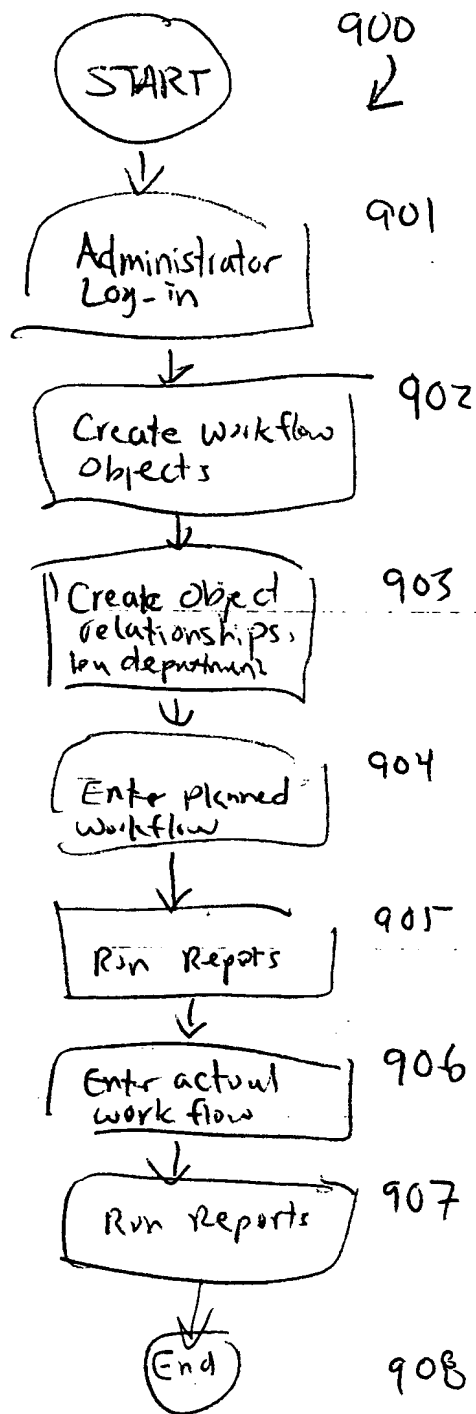 900
START
901
Administrator
Log-in
902
Create workflow
Objects
903
Create Object
relationships,
department
904
Enter planned
workflow
905
Run Reports
906
Enter actual
work flow
907
Run Reports
End
908